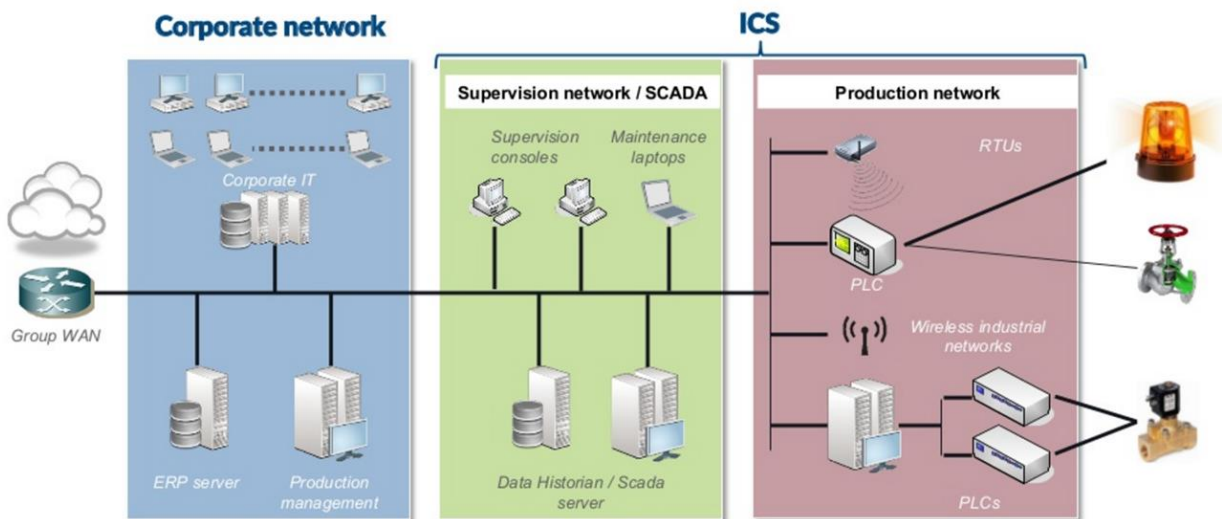 Corporate network
ICS
Supervision network / SCADA
Production network
Supervision
consoles
Maintenance
laptops
RTUs
Corporate IT
PLC
Group WAN
Wireless industrial
networks
ERP server
Production
management
Data Historian / Scada
server
PLCs